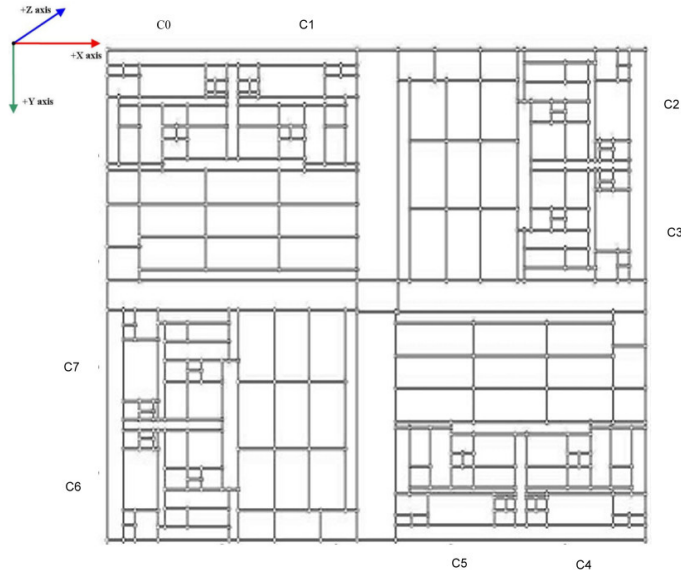 +Z axis
C0 C1
+X axis
+Y axis
C2
C3
C7
C6
C5 C4